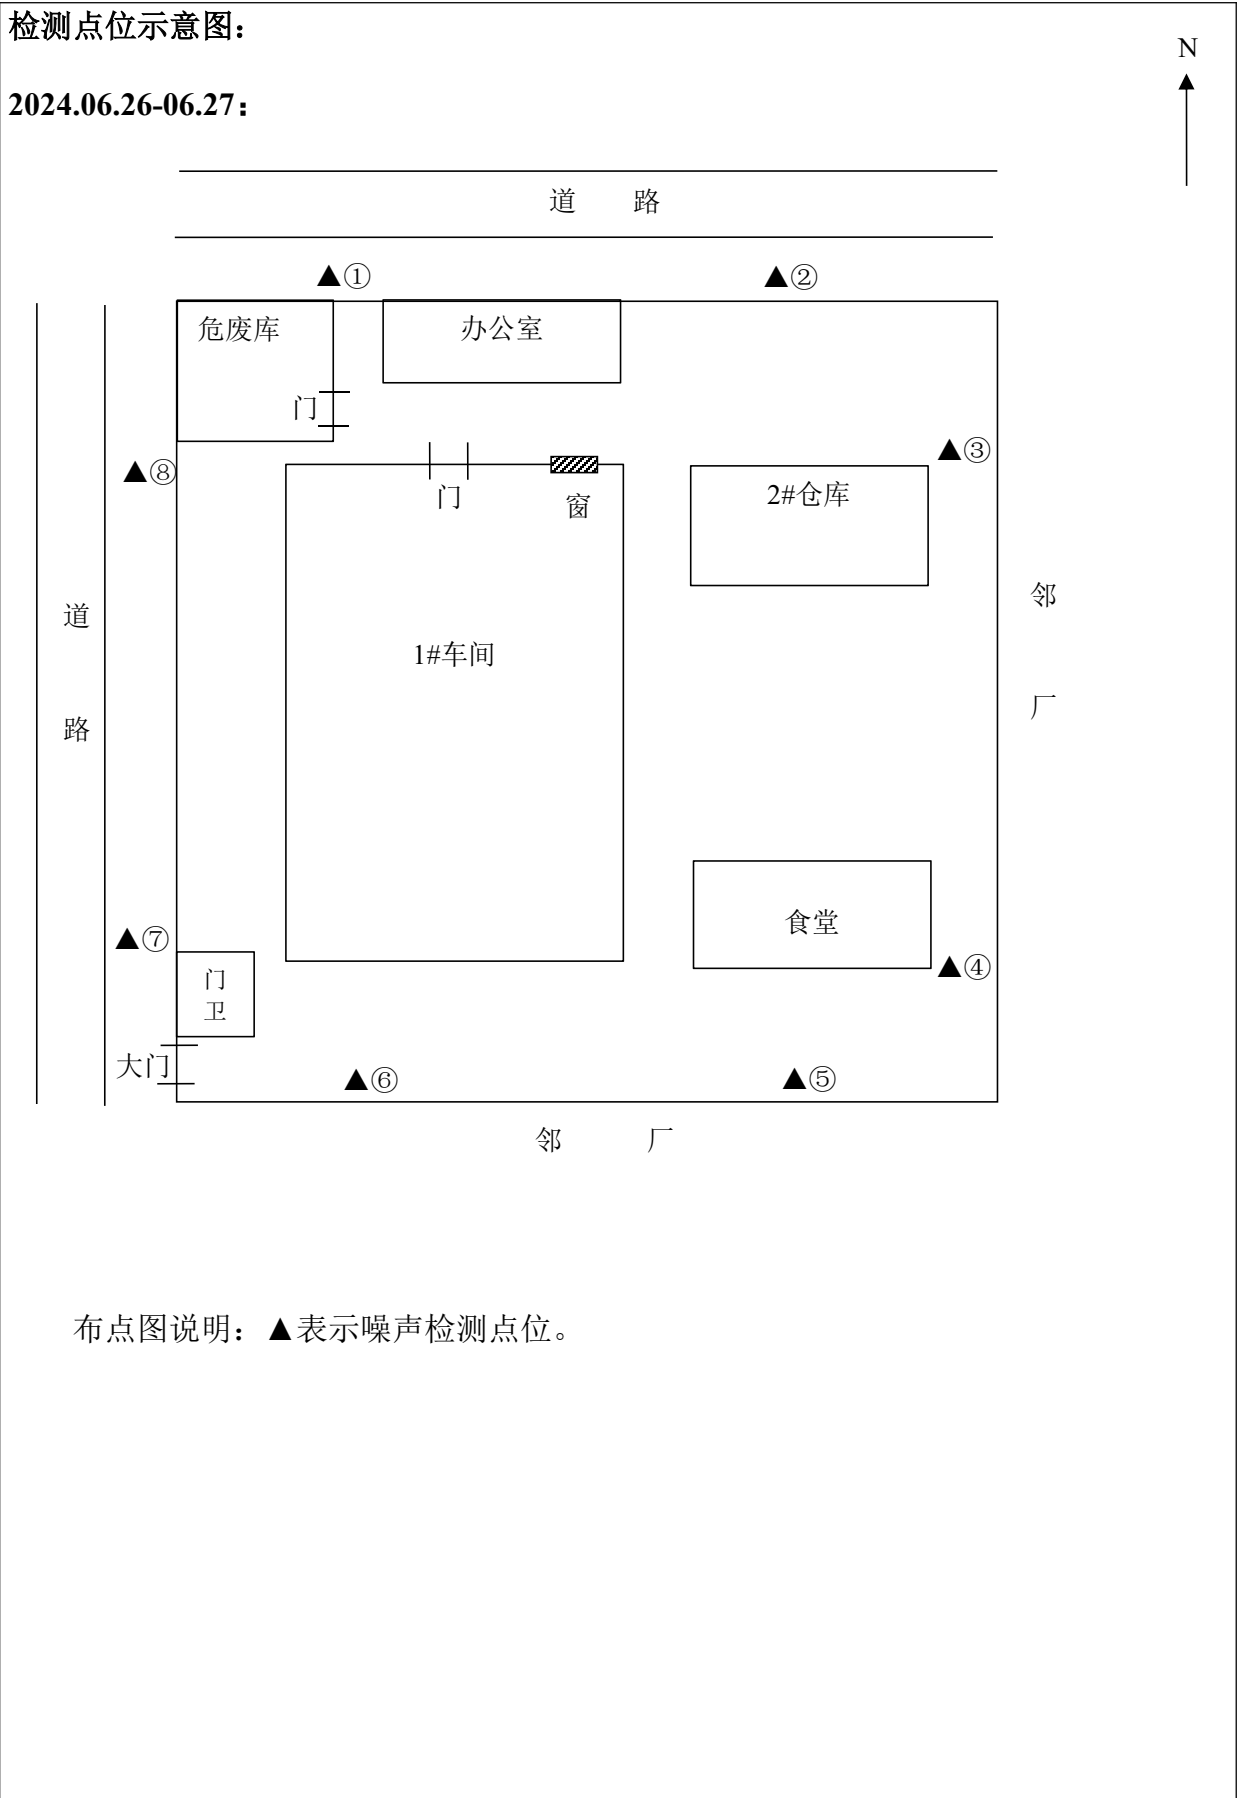 检测点位示意图：
N
2024.06.26-06.27：
道 路
▲① ▲②
危废库 办公室
门
▲③
▲⑧
门 窗 2#仓库
道路
邻厂
1#车间
食堂
▲⑦
▲④
门卫
大门
▲⑥ ▲⑤
邻 厂
布点图说明：▲表示噪声检测点位。